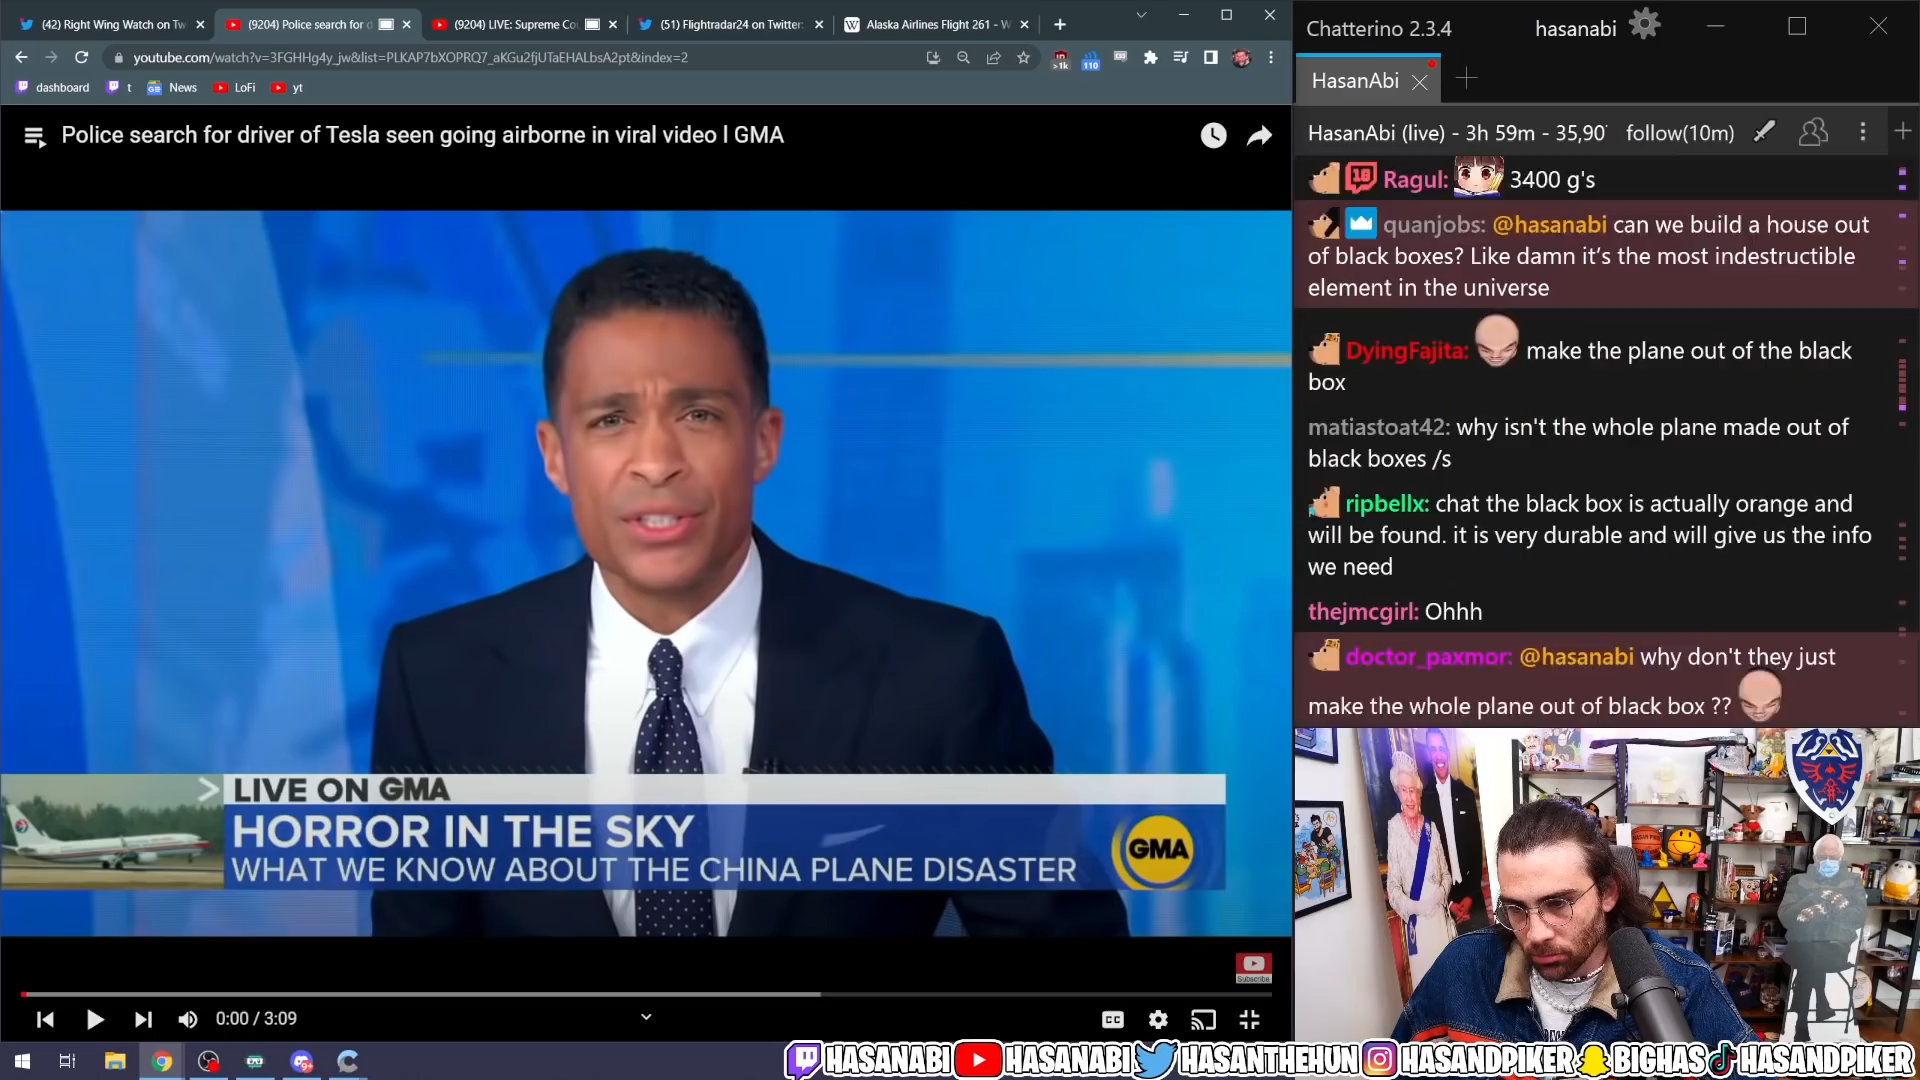 (42) Right Wing Watch on Tw
(9204) Police search for d
(9204) LIVE: Supreme Co
(51) Flightradar24 on Twitter:
Alaska Airlines Flight 261 - W
youtube.com/watch?v=3FGHHg4y_jw&list=PLKAP7bXOPRQ7_aKGu2fjUTaEHALbsA2pt&index=2
>1k
110
dashboard
t
News
LoFi
yt
Police search for driver of Tesla seen going airborne in viral video l GMA
LIVE ON GMA
HORROR IN THE SKY
WHAT WE KNOW ABOUT THE CHINA PLANE DISASTER
GMA
Subscribe
0:00 / 3:09
CC
Chatterino 2.3.4
hasanabi
HasanAbi
HasanAbi (live) - 3h 59m - 35,90
follow(10m)
Ragul: 3400 g's
quanjobs: @hasanabi can we build a house out
of black boxes? Like damn it's the most indestructible
element in the universe
DyingFajita: make the plane out of the black
box
matiastoat42: why isn't the whole plane made out of
black boxes /s
ripbellx: chat the black box is actually orange and
will be found. it is very durable and will give us the info
we need
thejmcgirl: Ohhh
doctor_paxmor: @hasanabi why don't they just
make the whole plane out of black box ??
HASANABI HASANABI HASANTHEHUN HASANDPIKER BIGHAS HASANDPIKER